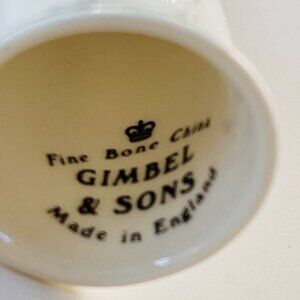 Fine Bone China
GIMBEL
& SONS
Made in England